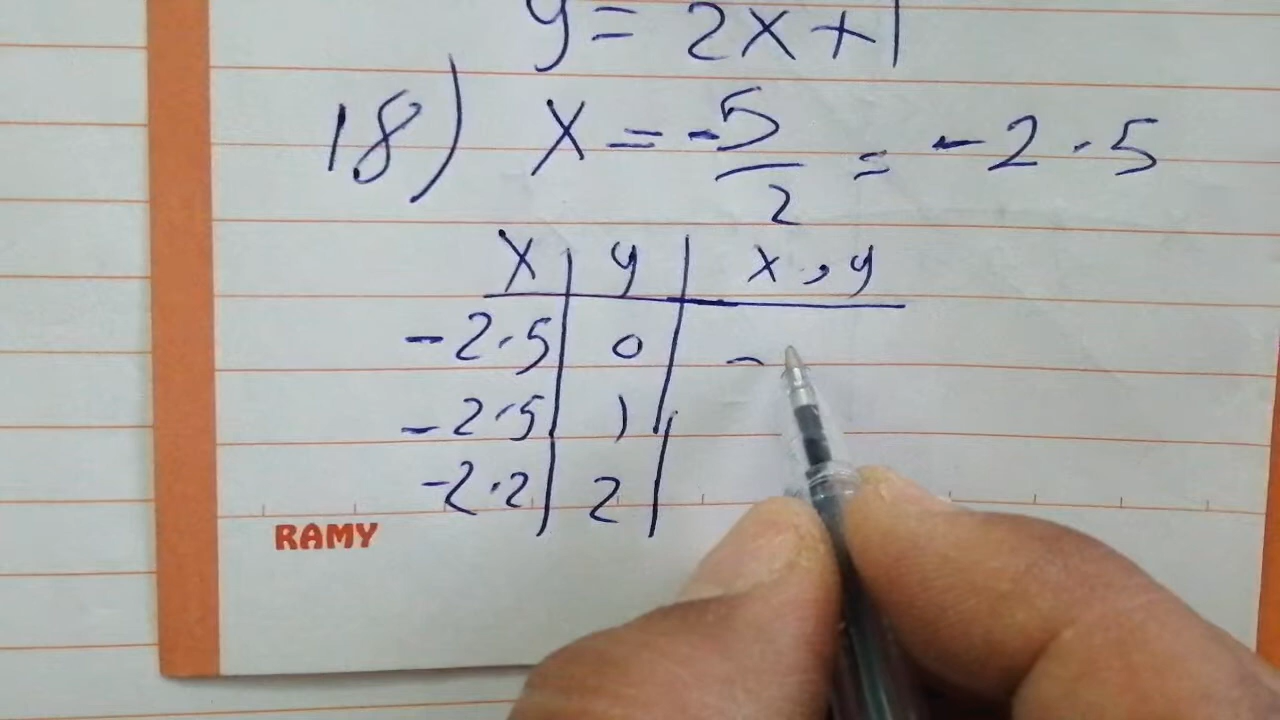 y = 2x + 1
18) x = -5/2 = -2.5
x | y | x , y
-2.5 | 0 | -
-2.5 | 1 |
-2.2 | 2 |
RAMY